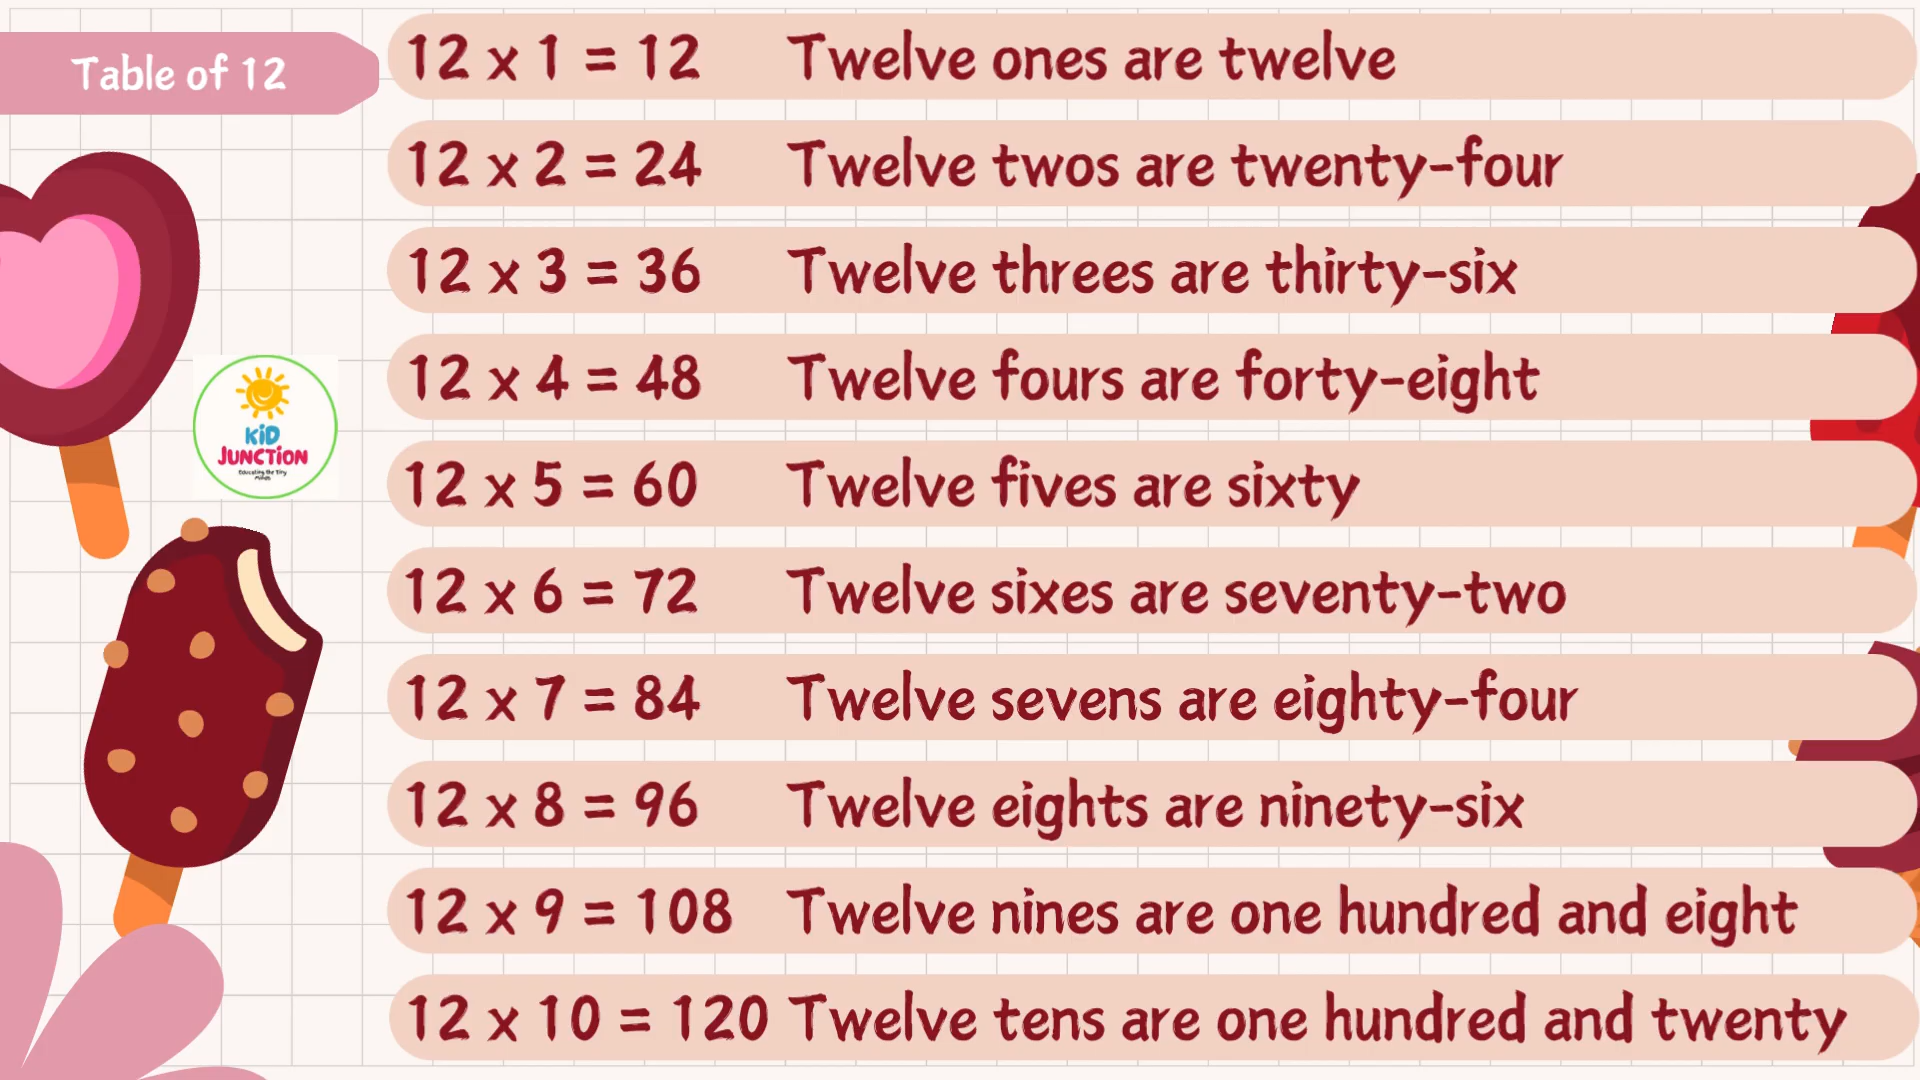 Table of 12
12 x 1 = 12 Twelve ones are twelve
12 x 2 = 24 Twelve twos are twenty-four
12 x 3 = 36 Twelve threes are thirty-six
12 x 4 = 48 Twelve fours are forty-eight
12 x 5 = 60 Twelve fives are sixty
12 x 6 = 72 Twelve sixes are seventy-two
12 x 7 = 84 Twelve sevens are eighty-four
12 x 8 = 96 Twelve eights are ninety-six
12 x 9 = 108 Twelve nines are one hundred and eight
12 x 10 = 120 Twelve tens are one hundred and twenty
KiD
JUNCTiON
Educating the Tiny
Minds